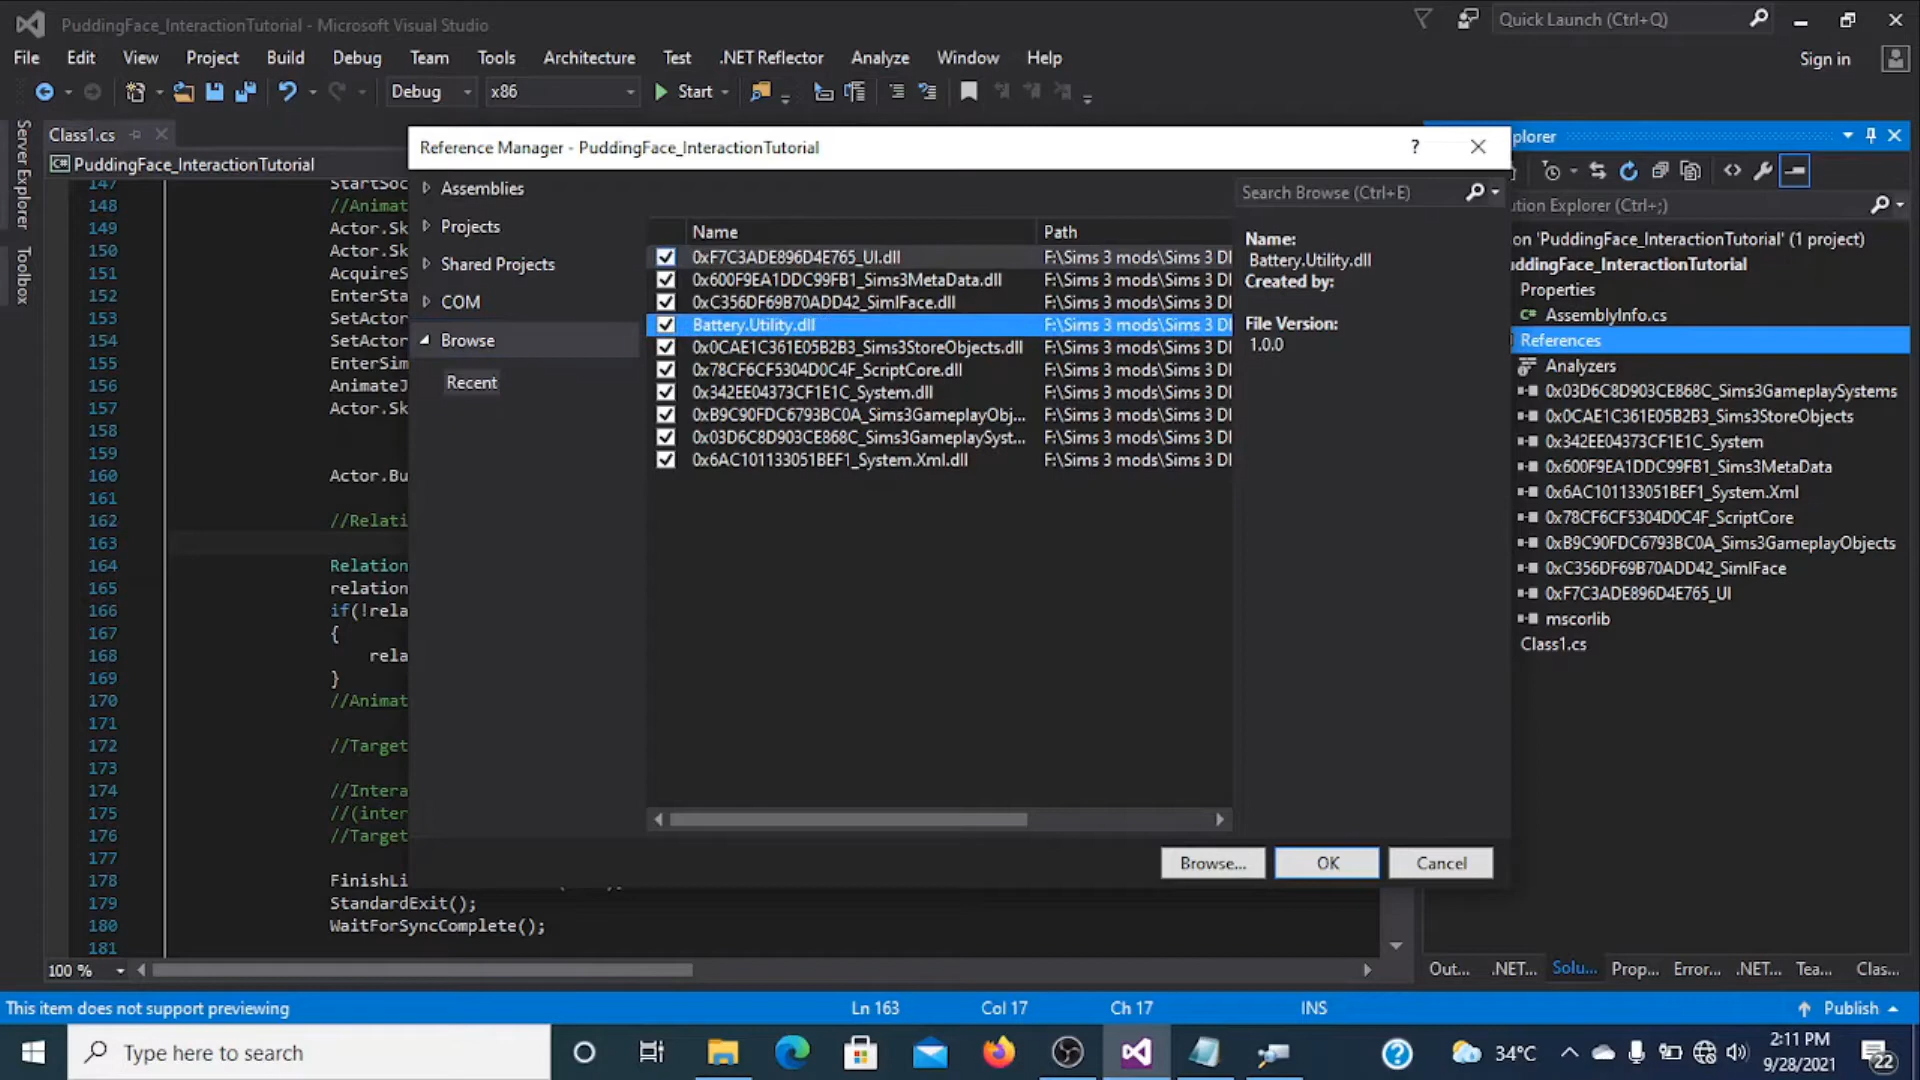 PuddingFace_InteractionTutorial - Microsoft Visual Studio
Quick Launch (Ctrl+Q)
File Edit View Project Build Debug Team Tools Architecture Test .NET Reflector Analyze Window Help
Sign in
Debug x86 Start
Server Explorer
Toolbox
Class1.cs
PuddingFace_InteractionTutorial
147 StartSoc
148 //Animat
149 Actor.Sk
150 Actor.Sk
151 AcquireS
152 EnterSta
153 SetActor
154 SetActor
155 EnterSim
156 AnimateJ
157 Actor.Sk
158
159
160 Actor.Bu
161
162 //Relati
163
164 Relation
165 relation
166 if(!rela
167 {
168 rela
169 }
170 //Animat
171
172 //Target
173
174 //Intera
175 //(inter
176 //Target
177
178 FinishLi
179 StandardExit();
180 WaitForSyncComplete();
181
100 %
Reference Manager - PuddingFace_InteractionTutorial
?
Assemblies
Projects
Shared Projects
COM
Browse
Recent
Search Browse (Ctrl+E)
Name Path
0xF7C3ADE896D4E765_UI.dll F:\Sims 3 mods\Sims 3 Dl
0x600F9EA1DDC99FB1_Sims3MetaData.dll F:\Sims 3 mods\Sims 3 Dl
0xC356DF69B70ADD42_SimIFace.dll F:\Sims 3 mods\Sims 3 Dl
Battery.Utility.dll F:\Sims 3 mods\Sims 3 Dl
0x0CAE1C361E05B2B3_Sims3StoreObjects.dll F:\Sims 3 mods\Sims 3 Dl
0x78CF6CF5304D0C4F_ScriptCore.dll F:\Sims 3 mods\Sims 3 Dl
0x342EE04373CF1E1C_System.dll F:\Sims 3 mods\Sims 3 Dl
0xB9C90FDC6793BC0A_Sims3GameplayObj... F:\Sims 3 mods\Sims 3 Dl
0x03D6C8D903CE868C_Sims3GameplaySyst... F:\Sims 3 mods\Sims 3 Dl
0x6AC101133051BEF1_System.Xml.dll F:\Sims 3 mods\Sims 3 Dl
Name:
Battery.Utility.dll
Created by:
File Version:
1.0.0
Browse... OK Cancel
plorer
ution Explorer (Ctrl+;)
on 'PuddingFace_InteractionTutorial' (1 project)
ddingFace_InteractionTutorial
Properties
C# AssemblyInfo.cs
References
Analyzers
0x03D6C8D903CE868C_Sims3GameplaySystems
0x0CAE1C361E05B2B3_Sims3StoreObjects
0x342EE04373CF1E1C_System
0x600F9EA1DDC99FB1_Sims3MetaData
0x6AC101133051BEF1_System.Xml
0x78CF6CF5304D0C4F_ScriptCore
0xB9C90FDC6793BC0A_Sims3GameplayObjects
0xC356DF69B70ADD42_SimIFace
0xF7C3ADE896D4E765_UI
mscorlib
Class1.cs
Out... .NET... Solu... Prop... Error... .NET... Tea... Clas...
This item does not support previewing Ln 163 Col 17 Ch 17 INS Publish
Type here to search
34°C
2:11 PM
9/28/2021
22